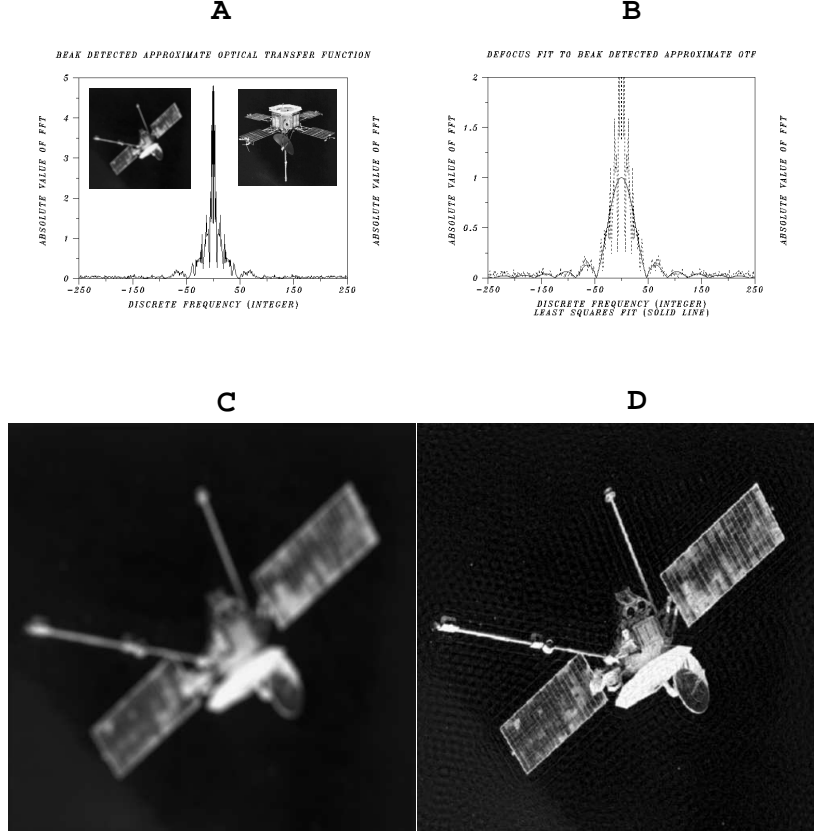 A
BEAK DETECTED APPROXIMATE OPTICAL TRANSFER FUNCTION
ABSOLUTE VALUE OF FFT
5
4
3
2
1
0
-250
-150
-50
50
150
250
DISCRETE FREQUENCY (INTEGER)
ABSOLUTE VALUE OF FFT
B
DEFOCUS FIT TO BEAK DETECTED APPROXIMATE OTF
ABSOLUTE VALUE OF FFT
2
1.5
1
0.5
0
-250
-150
-50
50
150
250
DISCRETE FREQUENCY (INTEGER)
LEAST SQUARES FIT (SOLID LINE)
ABSOLUTE VALUE OF FFT
C
D